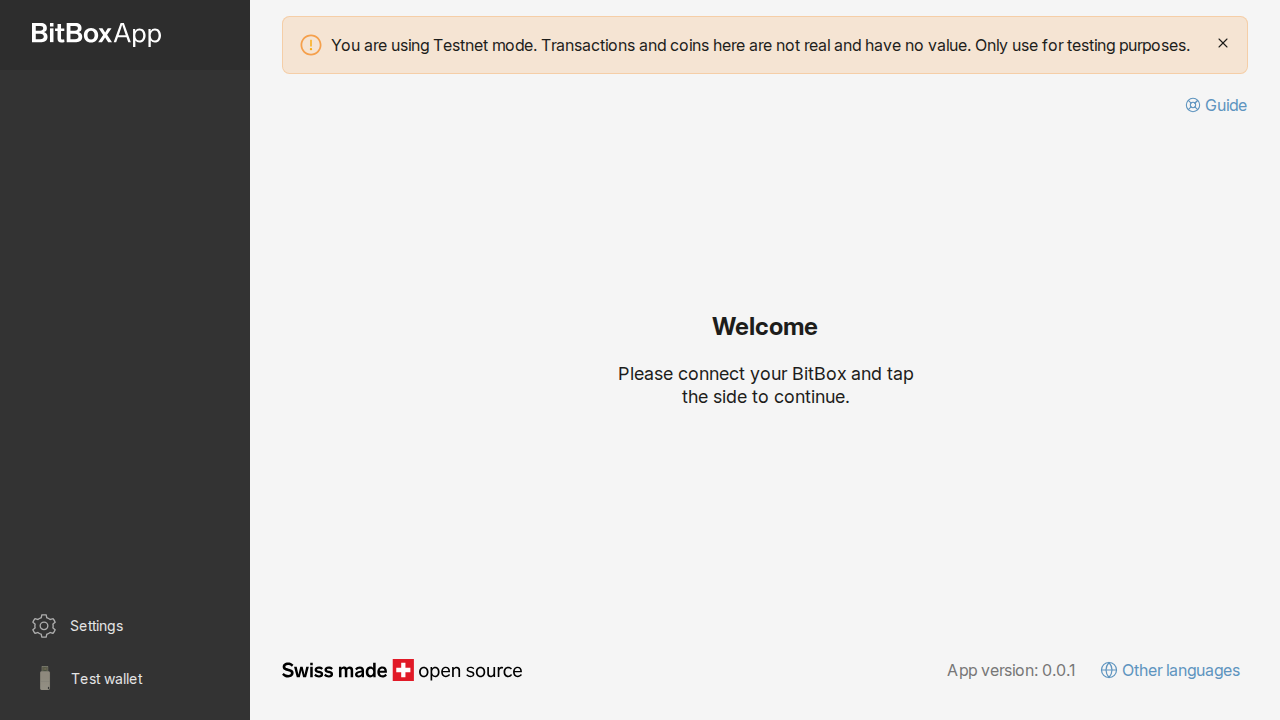 BitBoxApp
You are using Testnet mode. Transactions and coins here are not real and have no value. Only use for testing purposes.
Guide
Welcome
Please connect your BitBox and tap
the side to continue.
Settings
Test wallet
Swiss made open source
App version: 0.0.1
Other languages